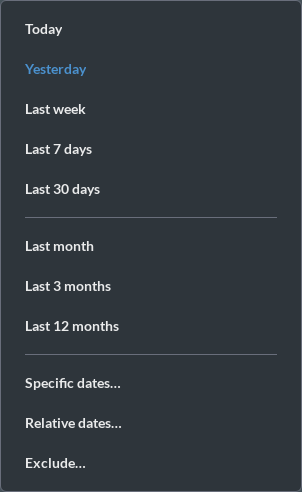 Today
Yesterday
Last week
Last 7 days
Last 30 days
Last month
Last 3 months
Last 12 months
Specific dates...
Relative dates...
Exclude...